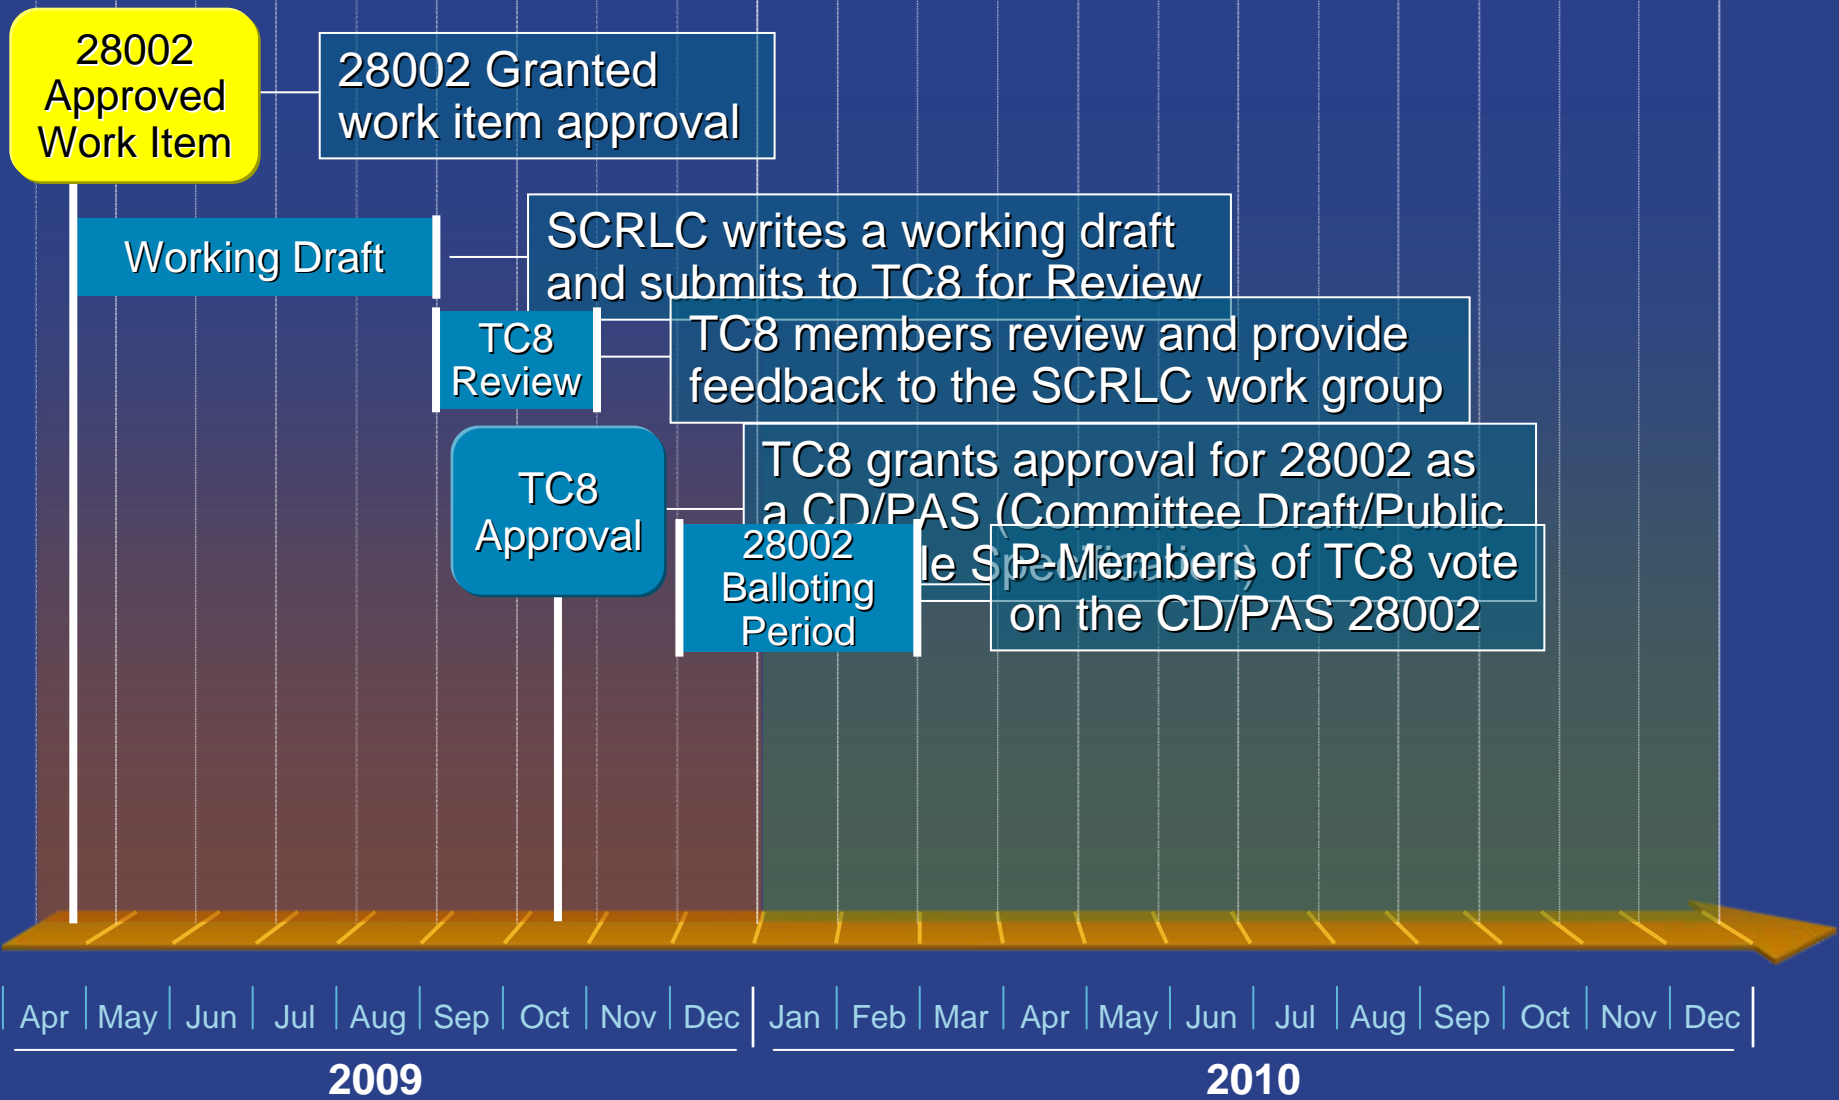 28002
Approved
Work Item
28002 Granted
work item approval
Working Draft
SCRLC writes a working draft
and submits to TC8 for Review
TC8
Review
TC8 members review and provide
feedback to the SCRLC work group
TC8
Approval
TC8 grants approval for 28002 as
a CD/PAS (Committee Draft/Public
le Specification)
28002
Balloting
Period
P-Members of TC8 vote
on the CD/PAS 28002
Apr May Jun Jul Aug Sep Oct Nov Dec Jan Feb Mar Apr May Jun Jul Aug Sep Oct Nov Dec
2009 2010